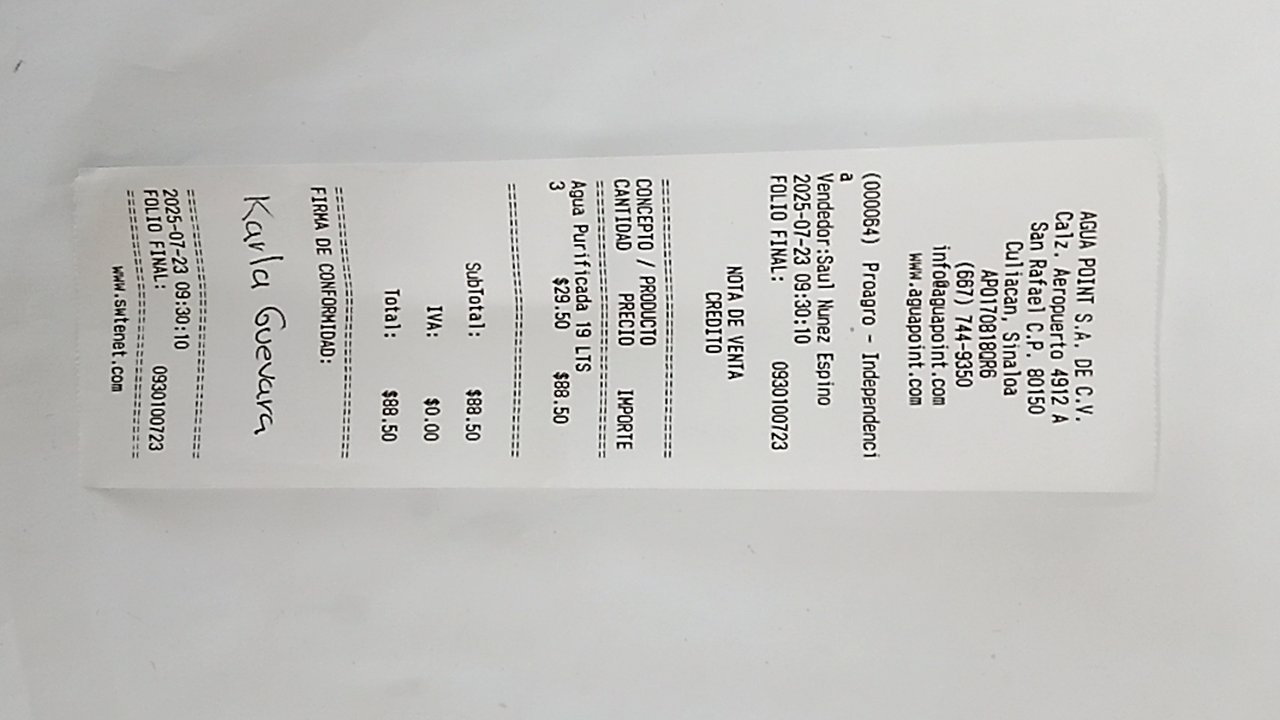 AGUA POINT S.A. DE C.V.
Calz. Aeropuerto 4912 A
San Rafael C.P. 80150
Culiacan, Sinaloa
APO170818QR6
(667) 744-9350
info@aguapoint.com
www.aguapoint.com
(000064) Proagro - Independenci
a
Vendedor:Saul Nunez Espino
2025-07-23 09:30:10
FOLIO FINAL: 0930100723
NOTA DE VENTA
CREDITO
===============================
CONCEPTO / PRODUCTO
CANTIDAD PRECIO IMPORTE
===============================
Agua Purificada 19 LTS
3 $29.50 $88.50
===============================
SubTotal: $88.50
IVA: $0.00
Total: $88.50
===============================
FIRMA DE CONFORMIDAD:
Karla Guevara
===============================
2025-07-23 09:30:10
FOLIO FINAL: 0930100723
===============================
www.swtenet.com